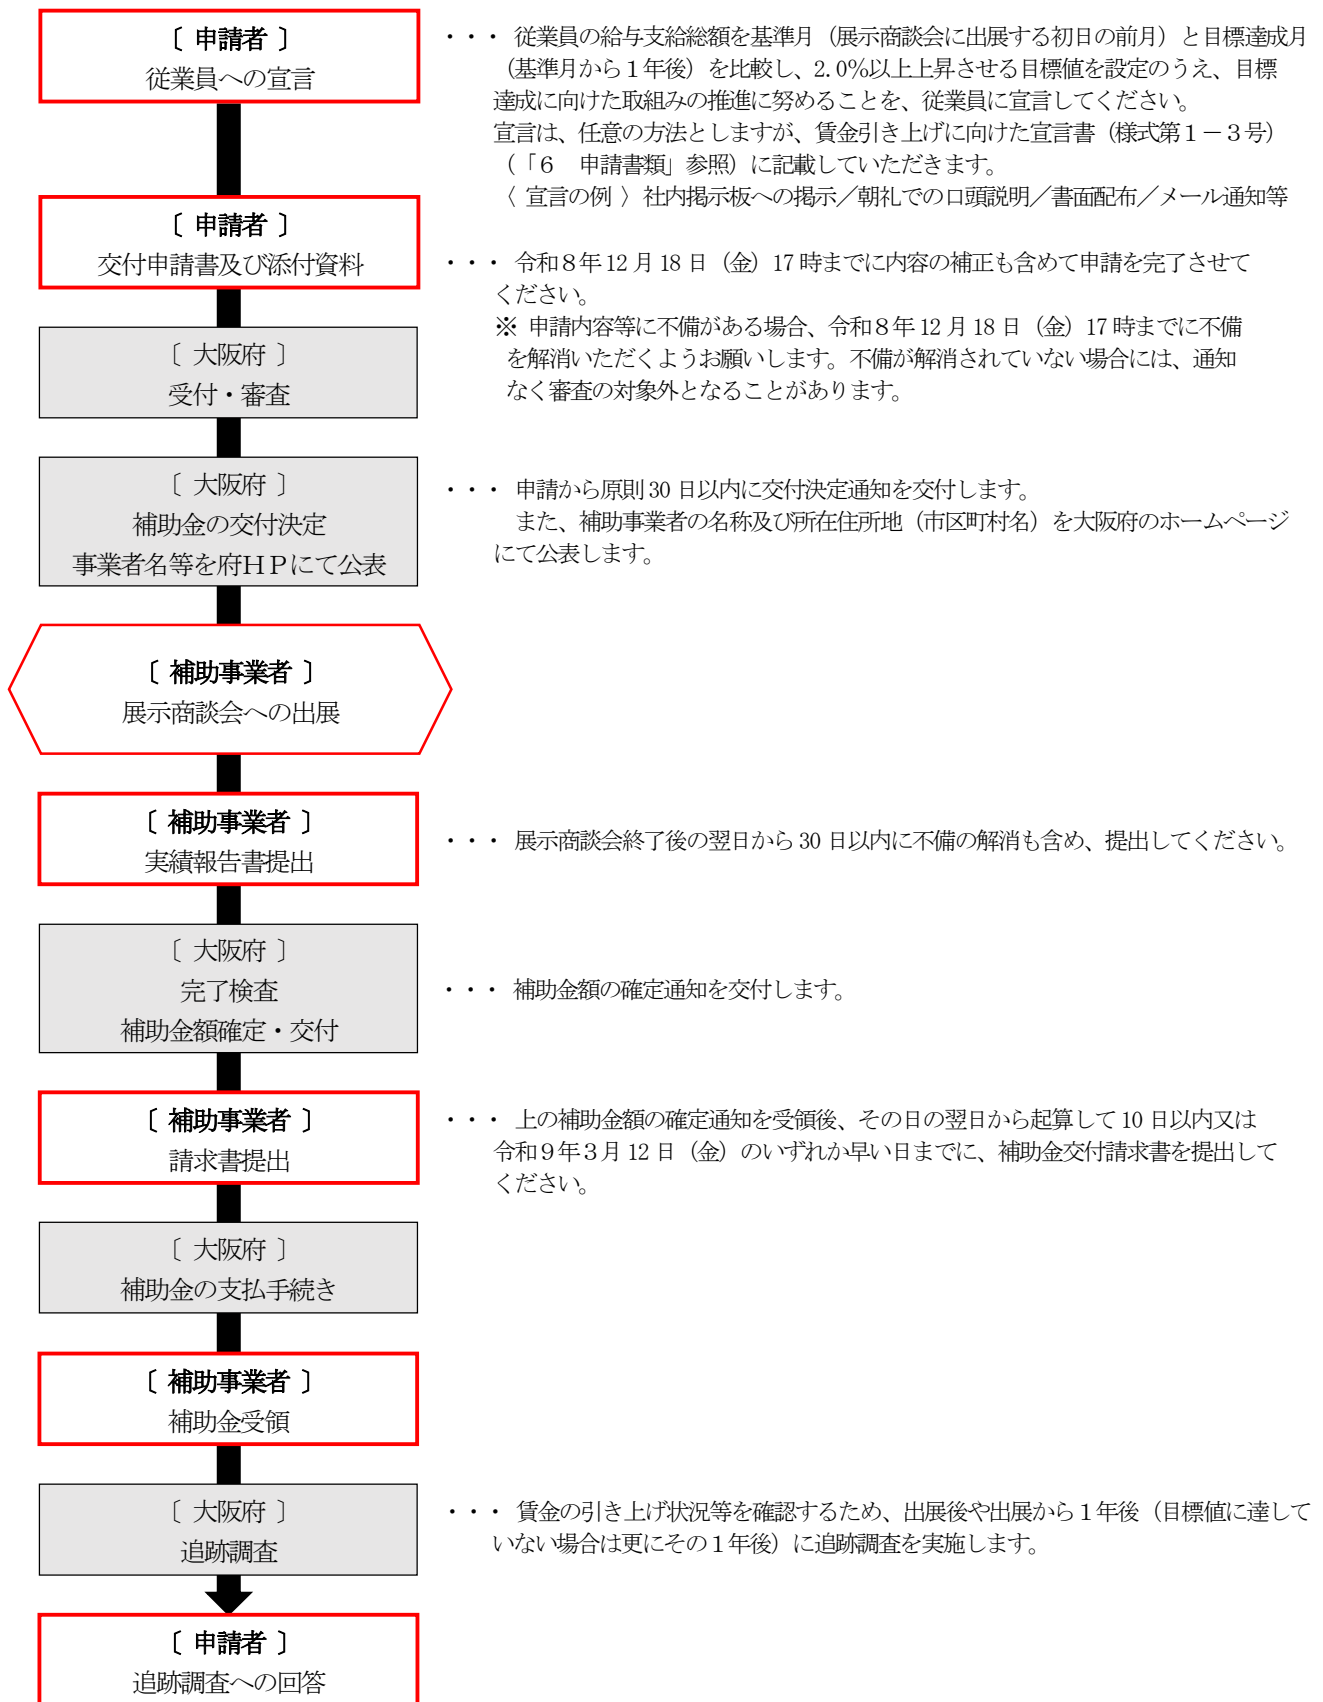 〔 申請者 〕
従業員への宣言
・・・ 従業員の給与支給総額を基準月（展示商談会に出展する初日の前月）と目標達成月
（基準月から１年後）を比較し、2.0％以上上昇させる目標値を設定のうえ、目標
達成に向けた取組みの推進に努めることを、従業員に宣言してください。
宣言は、任意の方法としますが、賃金引き上げに向けた宣言書（様式第１－３号）
（「６　申請書類」参照）に記載していただきます。
〈 宣言の例 〉社内掲示板への掲示／朝礼での口頭説明／書面配布／メール通知等
〔 申請者 〕
交付申請書及び添付資料
・・・ 令和８年 12 月 18 日（金）17 時までに内容の補正も含めて申請を完了させて
ください。
※ 申請内容等に不備がある場合、令和８年 12 月 18 日（金）17 時までに不備
を解消いただくようお願いします。不備が解消されていない場合には、通知
なく審査の対象外となることがあります。
〔 大阪府 〕
受付・審査
〔 大阪府 〕
補助金の交付決定
事業者名等を府ＨＰにて公表
・・・ 申請から原則 30 日以内に交付決定通知を交付します。
また、補助事業者の名称及び所在住所地（市区町村名）を大阪府のホームページ
にて公表します。
〔 補助事業者 〕
展示商談会への出展
〔 補助事業者 〕
実績報告書提出
・・・ 展示商談会終了後の翌日から 30 日以内に不備の解消も含め、提出してください。
〔 大阪府 〕
完了検査
補助金額確定・交付
・・・ 補助金額の確定通知を交付します。
〔 補助事業者 〕
請求書提出
・・・ 上の補助金額の確定通知を受領後、その日の翌日から起算して 10 日以内又は
令和９年３月 12 日（金）のいずれか早い日までに、補助金交付請求書を提出して
ください。
〔 大阪府 〕
補助金の支払手続き
〔 補助事業者 〕
補助金受領
〔 大阪府 〕
追跡調査
・・・ 賃金の引き上げ状況等を確認するため、出展後や出展から１年後（目標値に達して
いない場合は更にその１年後）に追跡調査を実施します。
〔 申請者 〕
追跡調査への回答